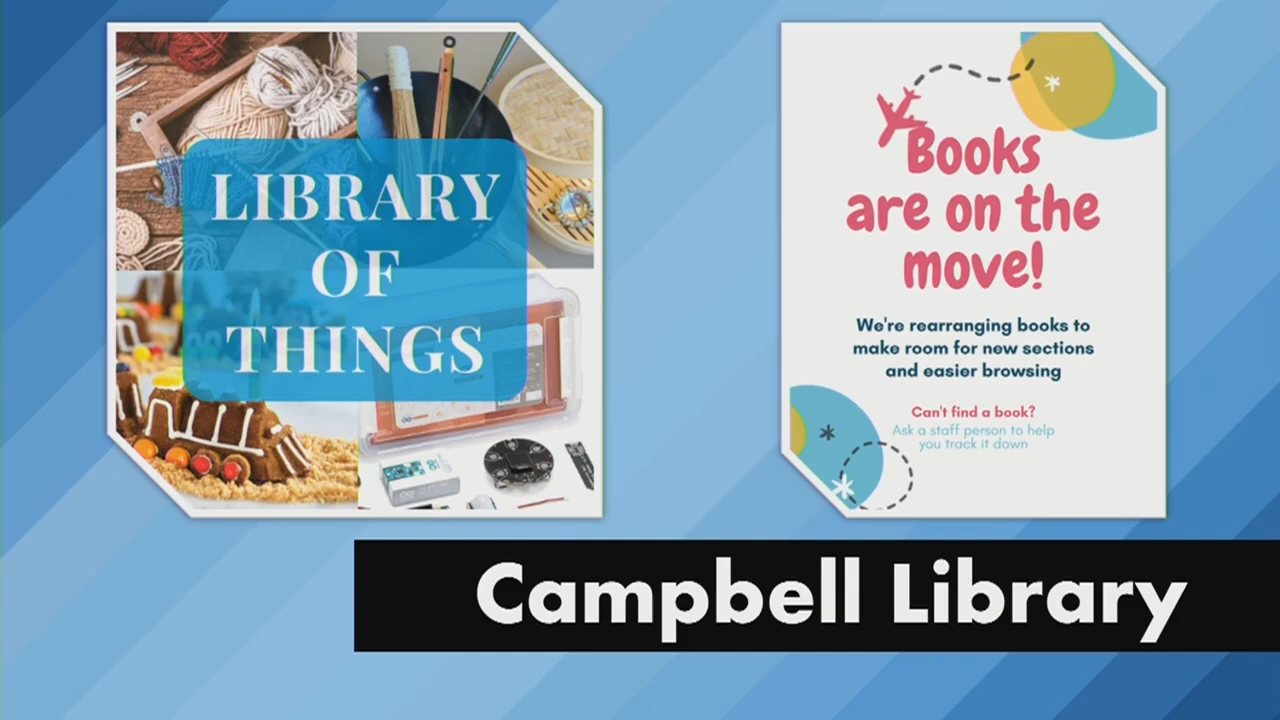 LIBRARY
OF
THINGS
Books
are on the
move!
We're rearranging books to
make room for new sections
and easier browsing
Can't find a book?
Ask a staff person to help
you track it down
Campbell Library